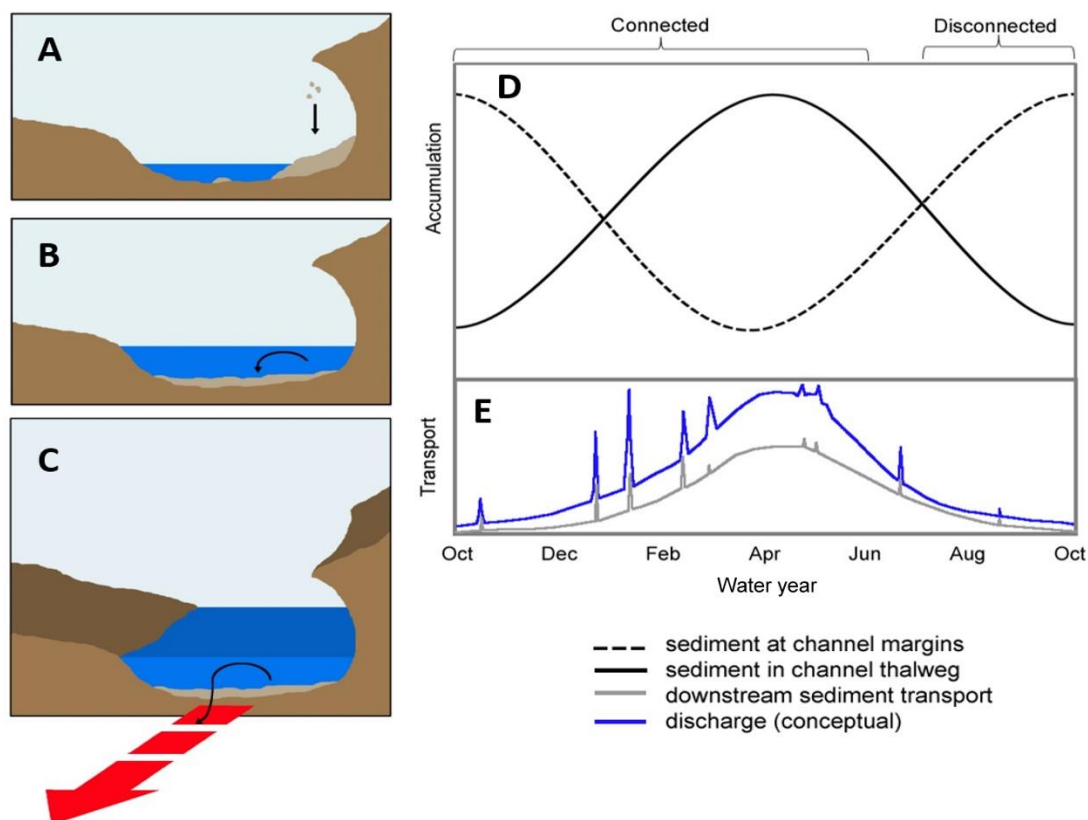 A
B
C
Connected
Disconnected
D
Accumulation
E
Transport
Oct
Dec
Feb
Apr
Jun
Aug
Oct
Water year
sediment at channel margins
sediment in channel thalweg
downstream sediment transport
discharge (conceptual)